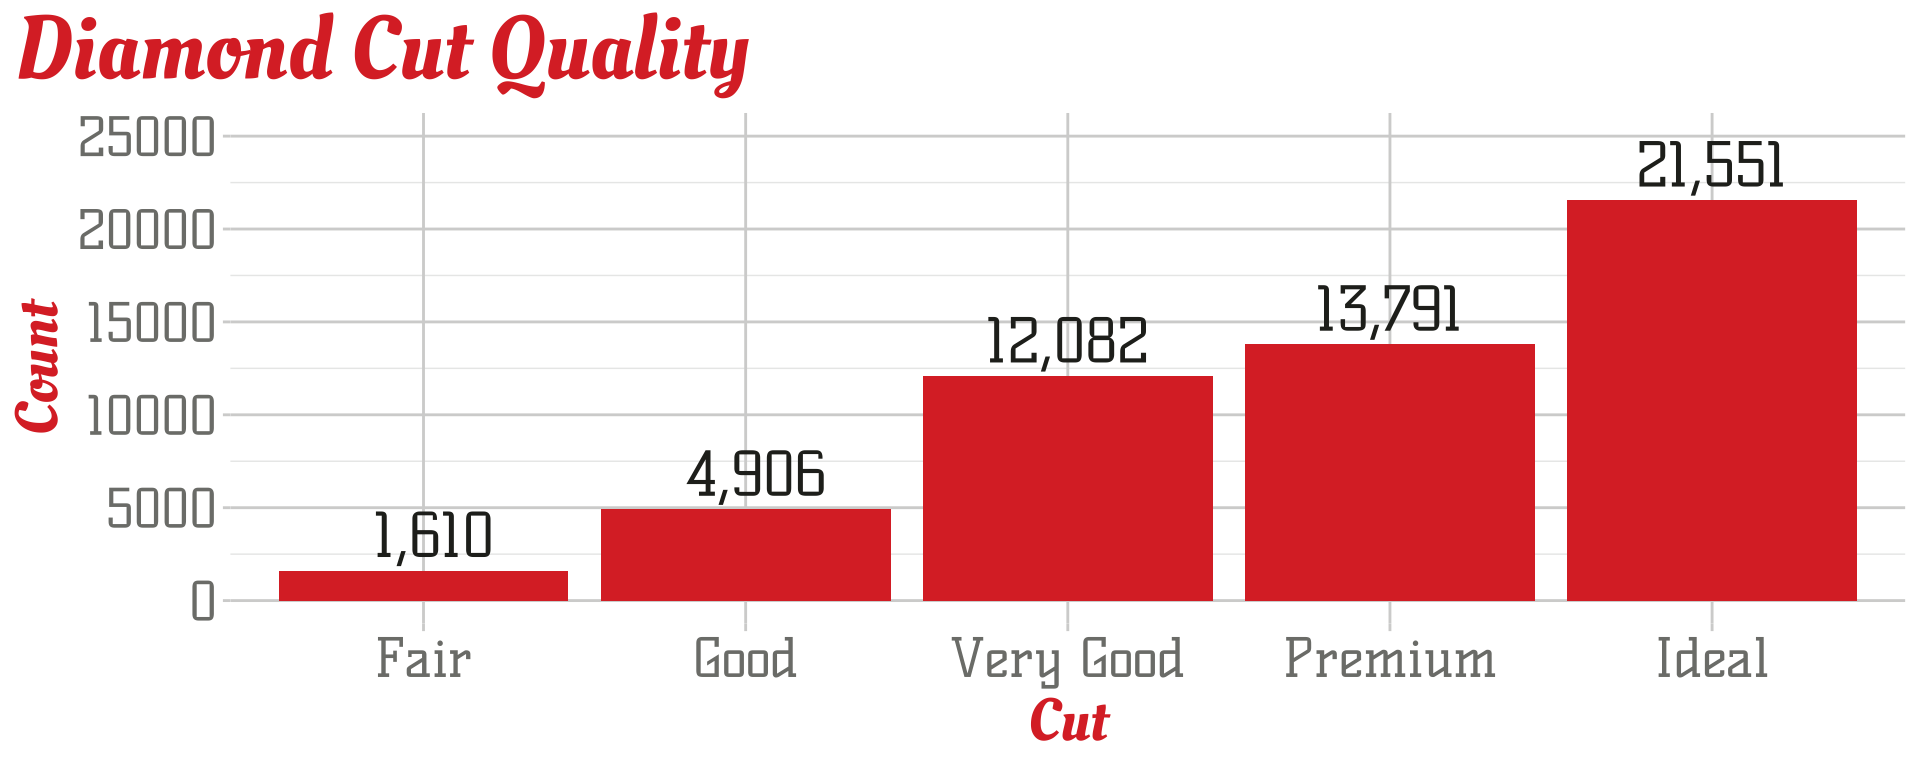 Diamond Cut Quality
25000
20000
15000
10000
5000
0
Count
1,610
4,906
12,082
13,791
21,551
Fair
Good
Very Good
Premium
Ideal
Cut